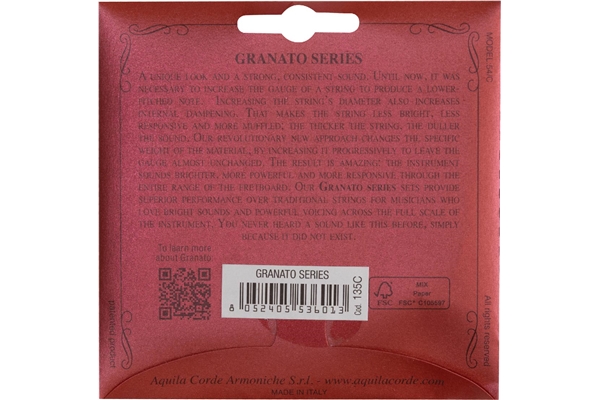 GRANATO SERIES
A UNIQUE LOOK AND A STRONG, CONSISTENT SOUND. UNTIL NOW, IT WAS
NECESSARY TO INCREASE THE GAUGE OF A STRING TO PRODUCE A LOWER-
PITCHED NOTE. INCREASING THE STRING'S DIAMETER ALSO INCREASES
INTERNAL DAMPENING. THAT MAKES THE STRING LESS BRIGHT, LESS
RESPONSIVE AND MORE MUFFLED; THE THICKER THE STRING, THE DULLER
THE SOUND. OUR REVOLUTIONARY NEW APPROACH CHANGES THE SPECIFIC
WEIGHT OF THE MATERIAL, BY INCREASING IT PROGRESSIVELY TO LEAVE THE
GAUGE ALMOST UNCHANGED. THE RESULT IS AMAZING: THE INSTRUMENT
SOUNDS BRIGHTER, MORE POWERFUL AND MORE RESPONSIVE THROUGH THE
ENTIRE RANGE OF THE FRETBOARD. OUR GRANATO SERIES SETS PROVIDE
SUPERIOR PERFORMANCE OVER TRADITIONAL STRINGS FOR MUSICIANS WHO
LOVE BRIGHT SOUNDS AND POWERFUL VOICING ACROSS THE FULL SCALE OF
THE INSTRUMENT. YOU NEVER HEARD A SOUND LIKE THIS BEFORE, SIMPLY
BECAUSE IT DID NOT EXIST.
To learn more
about Granato
GRANATO SERIES
8 052405 536013
Cod. 135C
FSC
MIX
Paper
patented product
All rights reserved
Aquila Corde Armoniche S.r.l. - www.aquilacorde.com
MADE IN ITALY